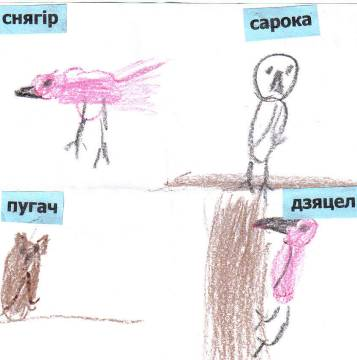 снягір
сарока
пугач
дзяцел